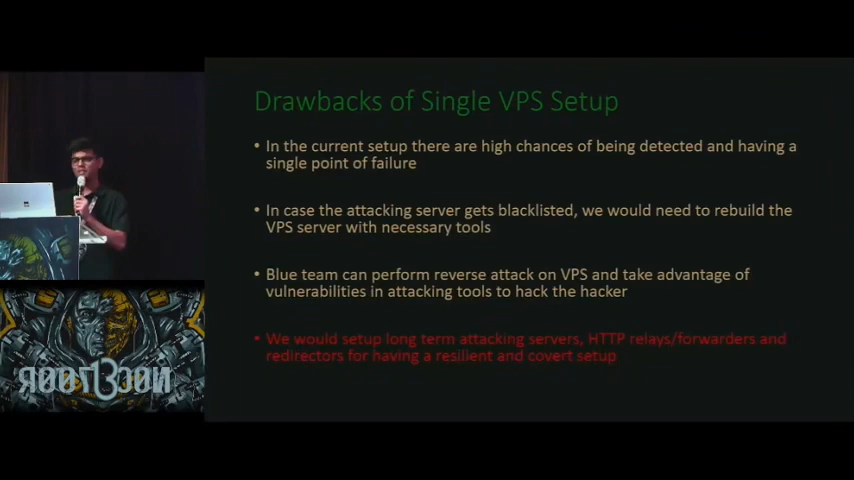 Drawbacks of Single VPS Setup
• In the current setup there are high chances of being detected and having a
single point of failure
• In case the attacking server gets blacklisted, we would need to rebuild the
VPS server with necessary tools
• Blue team can perform reverse attack on VPS and take advantage of
vulnerabilities in attacking tools to hack the hacker
• We would setup long term attacking servers, HTTP relays/forwarders and
redirectors for having a resilient and covert setup